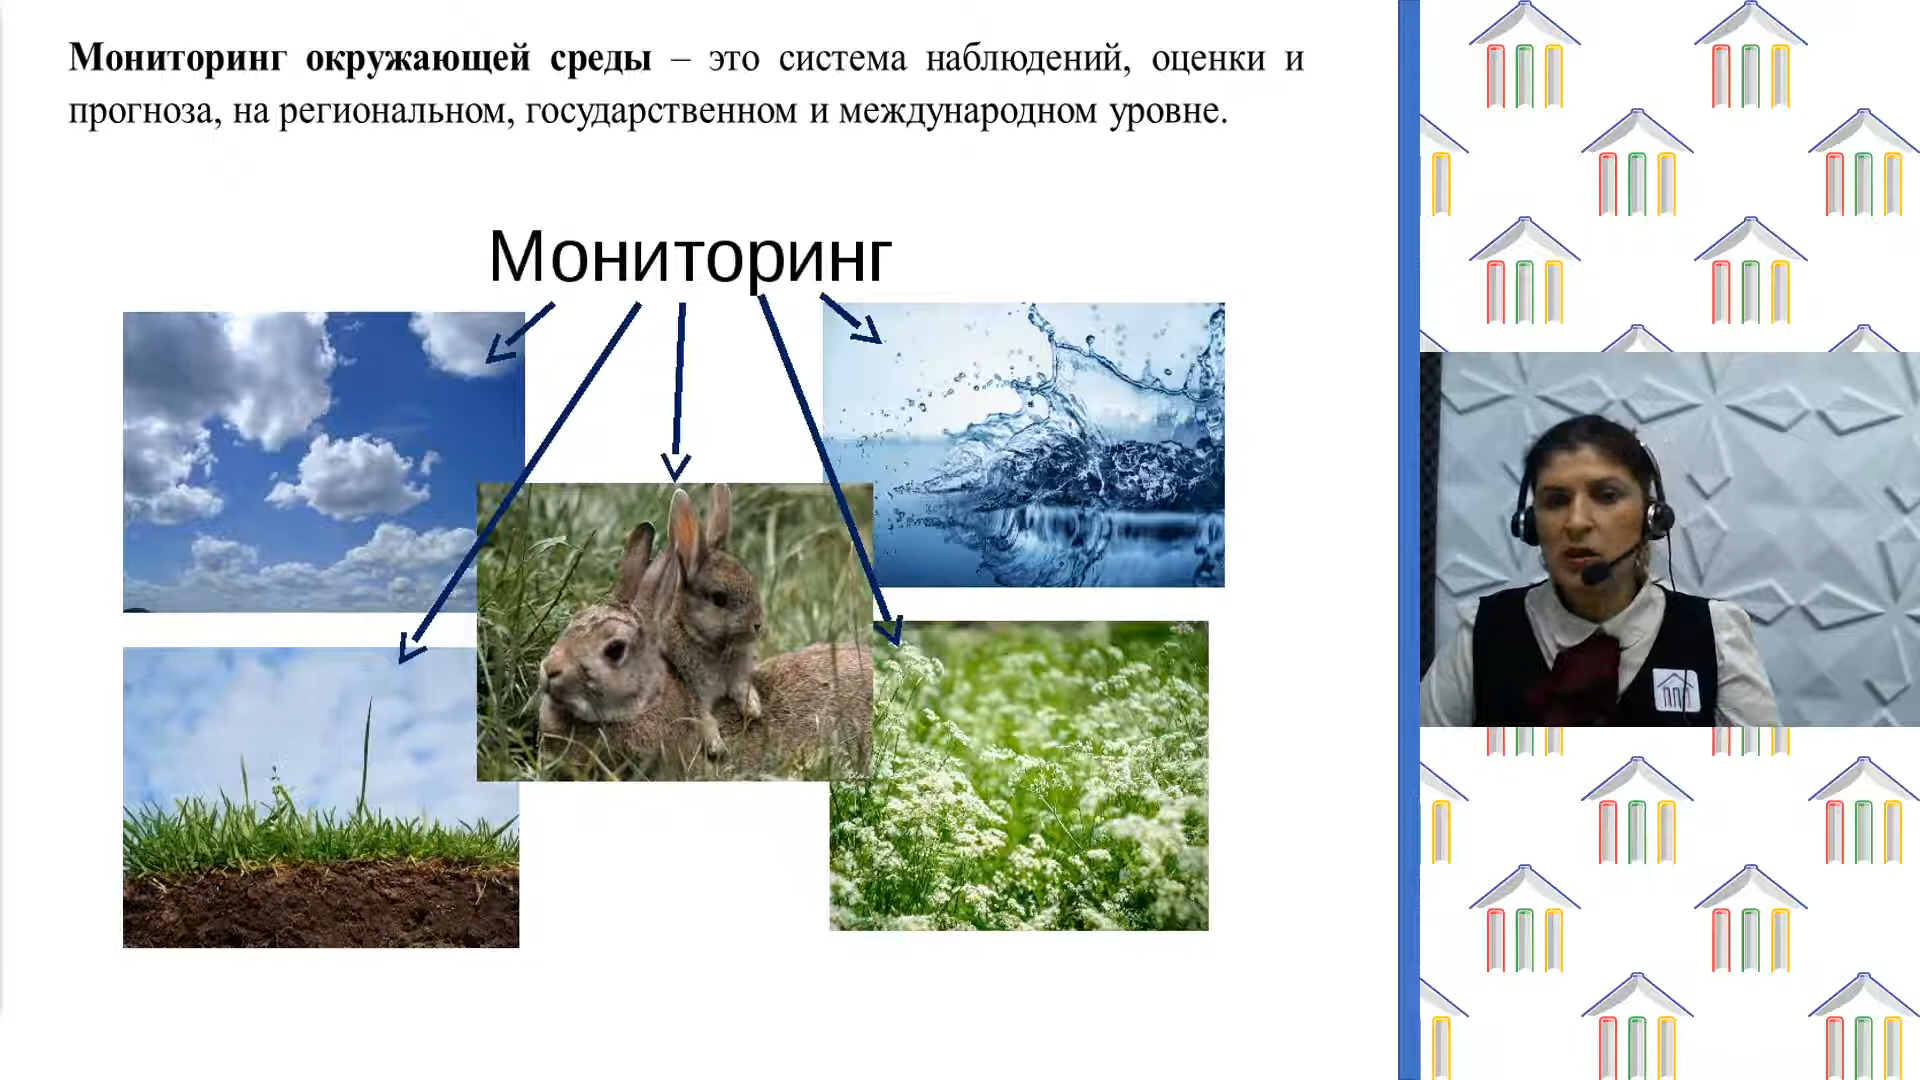 Мониторинг окружающей среды – это система наблюдений, оценки и
прогноза, на региональном, государственном и международном уровне.
Мониторинг